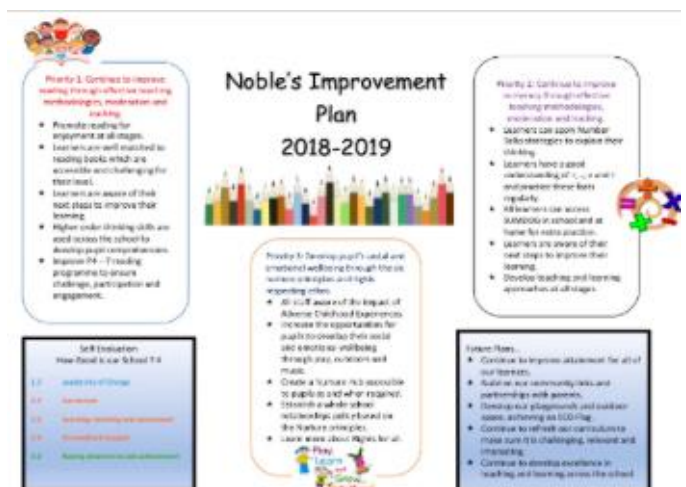 Noble's Improvement
Plan
2018-2019
Priority 1: Continue to improve
reading through effective teaching
methodologies, moderation and
tracking.
Promote reading for
enjoyment at all stages.
Learners are well matched to
reading books which are
accessible and challenging for
their level.
Learners are aware of their
next steps to improve their
learning.
Higher order thinking skills are
used across the school to
develop pupil comprehension.
Improve P4 - 7 reading
programme to ensure
challenge, participation and
engagement.
Priority 2: Continue to improve
numeracy through effective
teaching methodologies,
moderation and tracking.
Learners can apply Number
Talks strategies to explain their
thinking.
Learners have a good
understanding of
and practice these facts
regularly.
All learners can access
SUMDOG in school and at
home for extra practice.
Learners are aware of their
next steps to improve their
learning.
Develop teaching and learning
approaches at all stages
Priority 3: Develop pupil's social and
emotional wellbeing through the six
nurture principles and rights
respecting ethos.
All staff aware of the impact of
Adverse Childhood Experiences.
Increase the opportunities for
pupils to develop their social
and emotional wellbeing
through play, outdoors and
music.
Create a Nurture Hub accessible
to pupils as and when required.
Establish a whole school
relationships policy based on
the Nurture principles.
Learn more about Rights for all.
Play
Learn
and
Grow
Self Evaluation
How Good is our School ? 4
1.3 Leadership of Change
2.2 Curriculum
2.3 Learning, teaching and assessment
Future Plans...
Continue to improve attainment for all of
our learners.
Build on our community links and
partnerships with parents.
Develop our playgrounds and outdoor
space, achieving an ECO Flag.
Continue to refresh our curriculum to
make sure it is challenging, relevant and
interesting.
Continue to develop excellence in
teaching and learning across the school